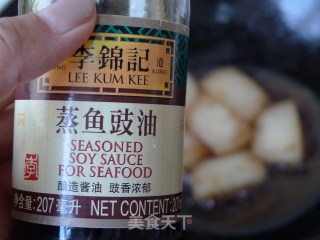 李錦記
LEE KUM KEE
蒸鱼豉油
SEASONED
SOY SAUCE
FOR SEAFOOD
酿造酱油 豉香浓郁
净含量:207毫升 NET CONTENT:207
美食天下